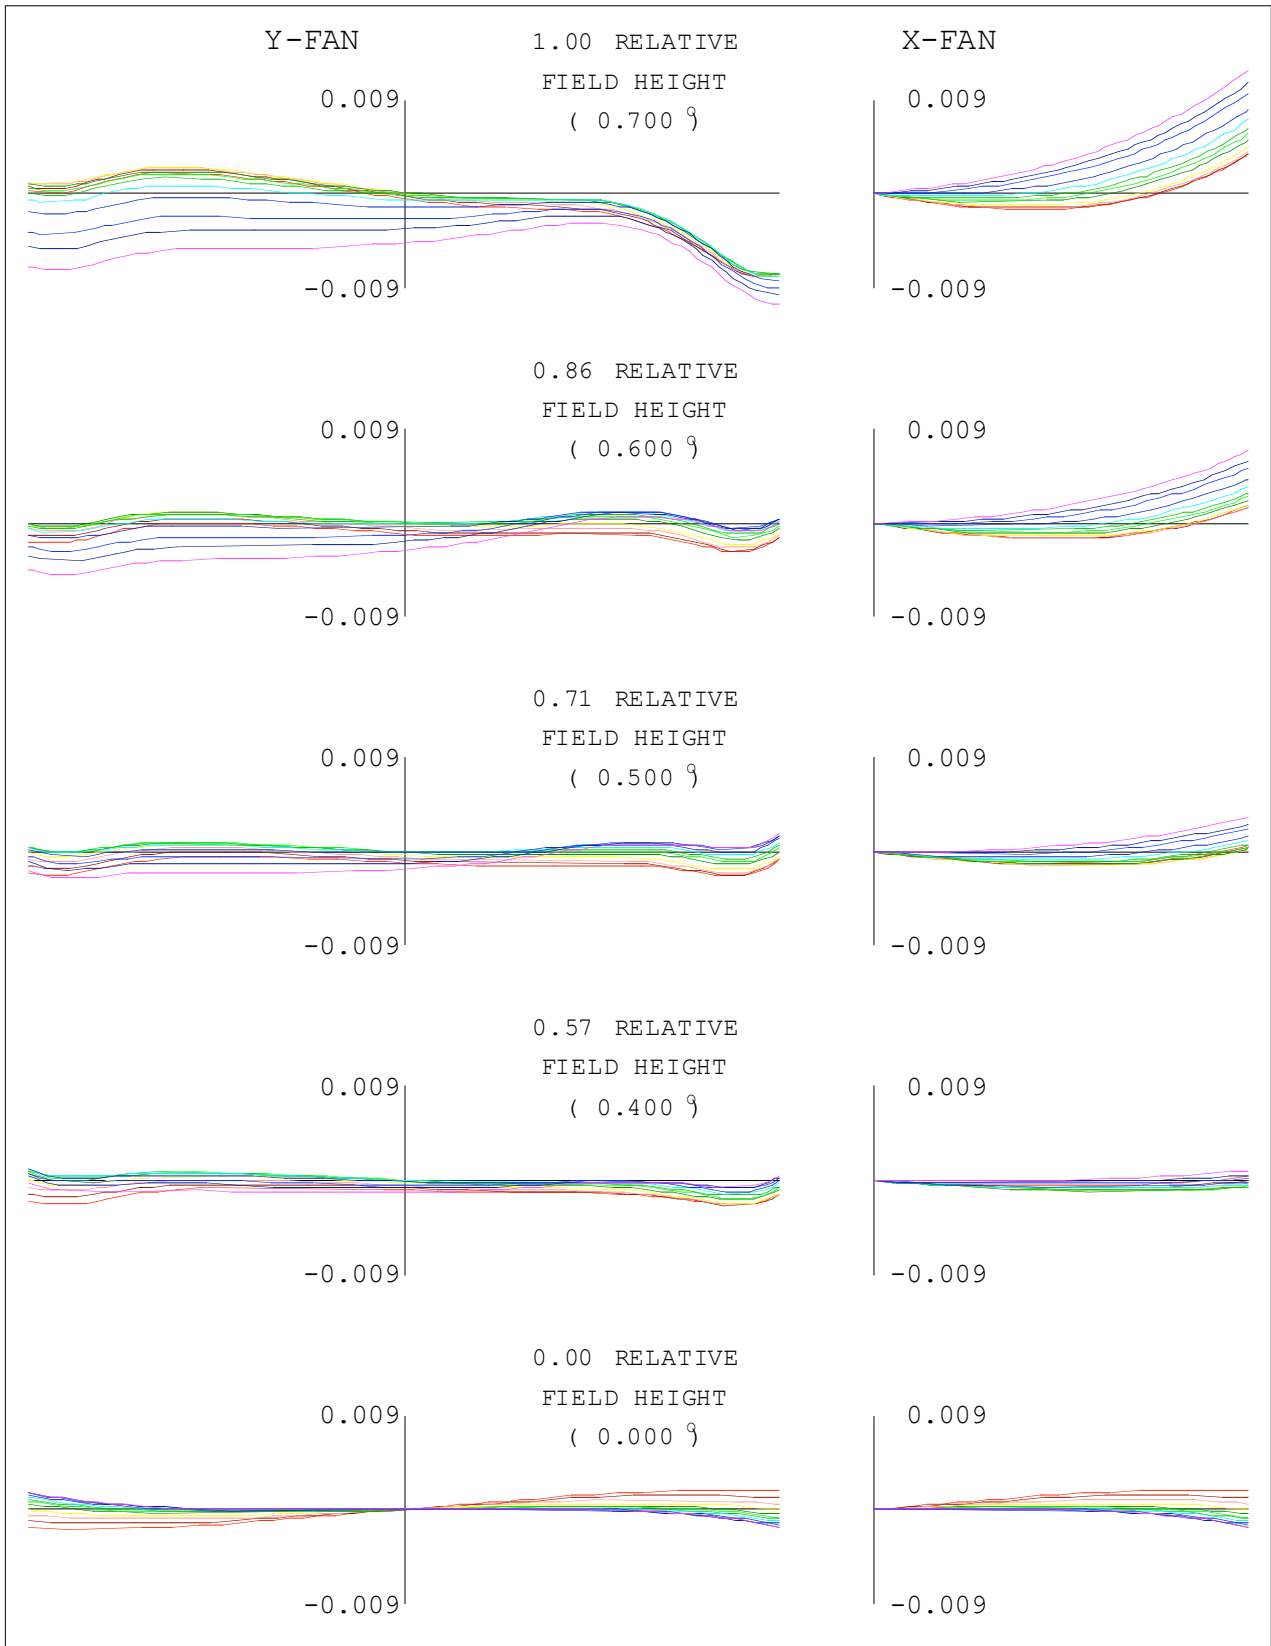 Y-FAN
1.00 RELATIVE
FIELD HEIGHT
( 0.700 °)
X-FAN
0.009
0.009
-0.009
-0.009
0.86 RELATIVE
FIELD HEIGHT
( 0.600 °)
0.009
0.009
-0.009
-0.009
0.71 RELATIVE
FIELD HEIGHT
( 0.500 °)
0.009
0.009
-0.009
-0.009
0.57 RELATIVE
FIELD HEIGHT
( 0.400 °)
0.009
0.009
-0.009
-0.009
0.00 RELATIVE
FIELD HEIGHT
( 0.000 °)
0.009
0.009
-0.009
-0.009